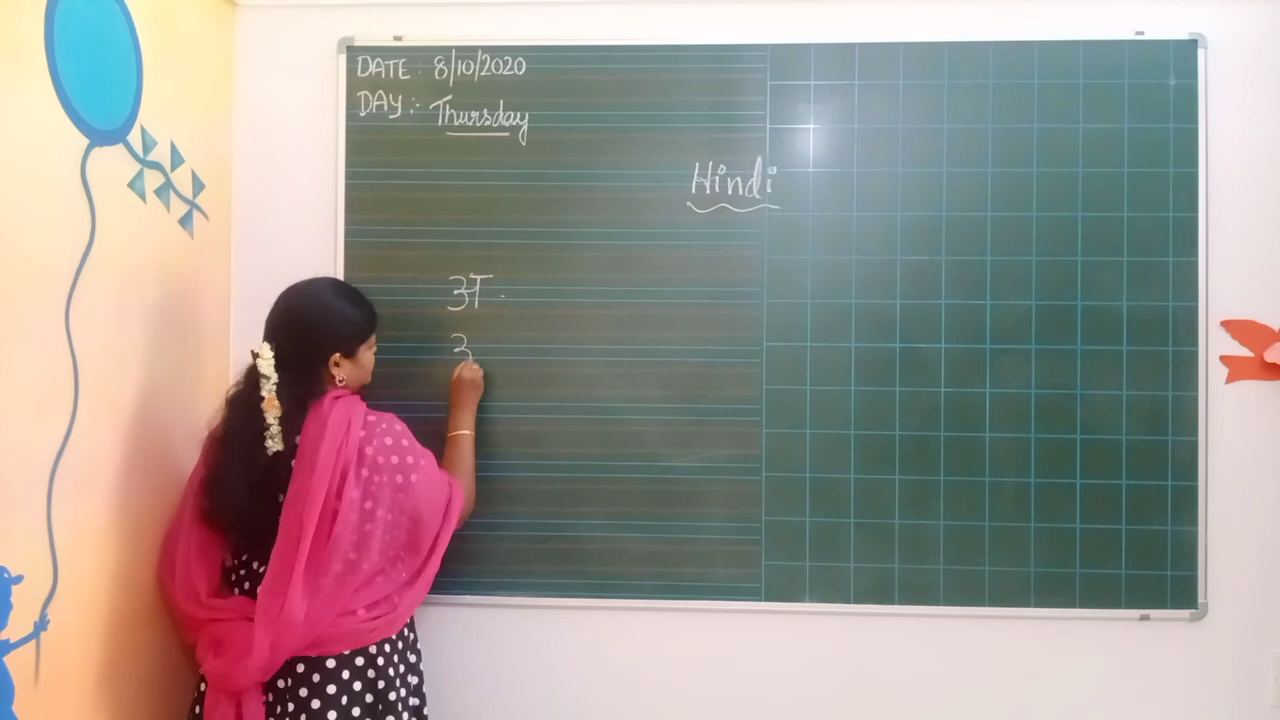 DATE : 8/10/2020
DAY :- Thursday
Hindi
अ -